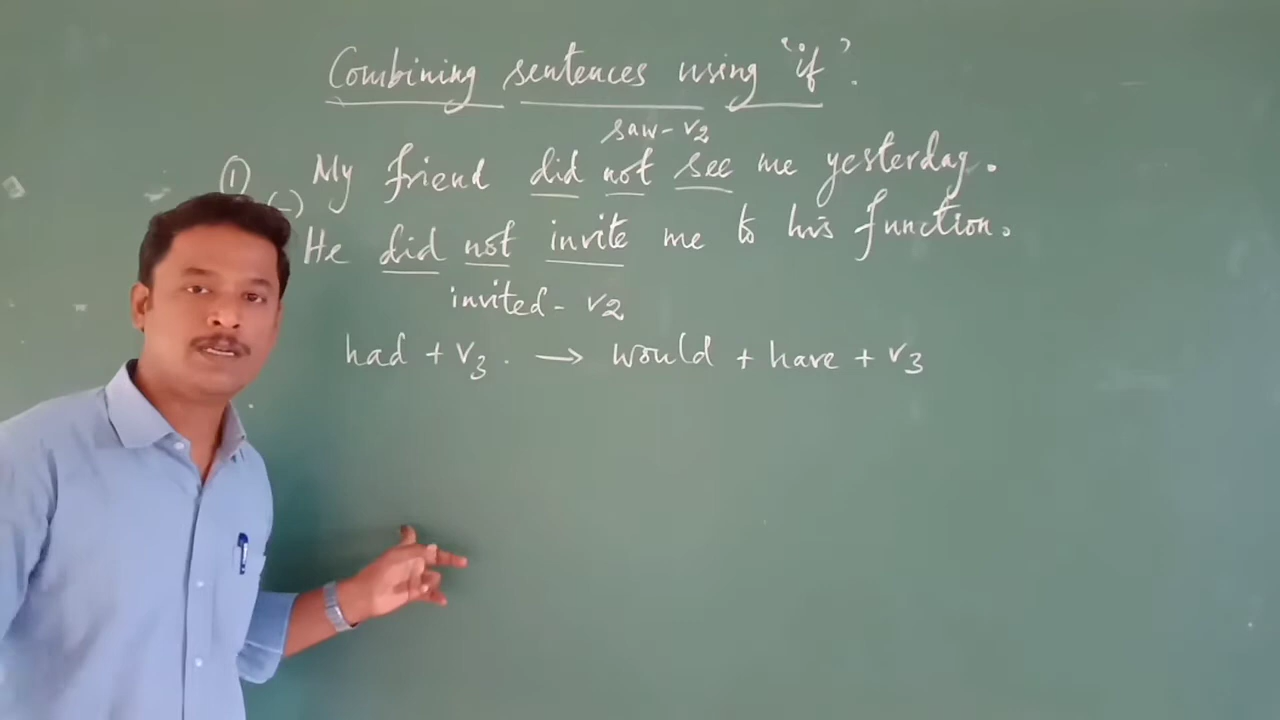 Combining sentences using 'if'.
saw - v2
① My friend did not see me yesterday.
(-)
He did not invite me to his function.
invited - v2
had + v3. → would + have + v3